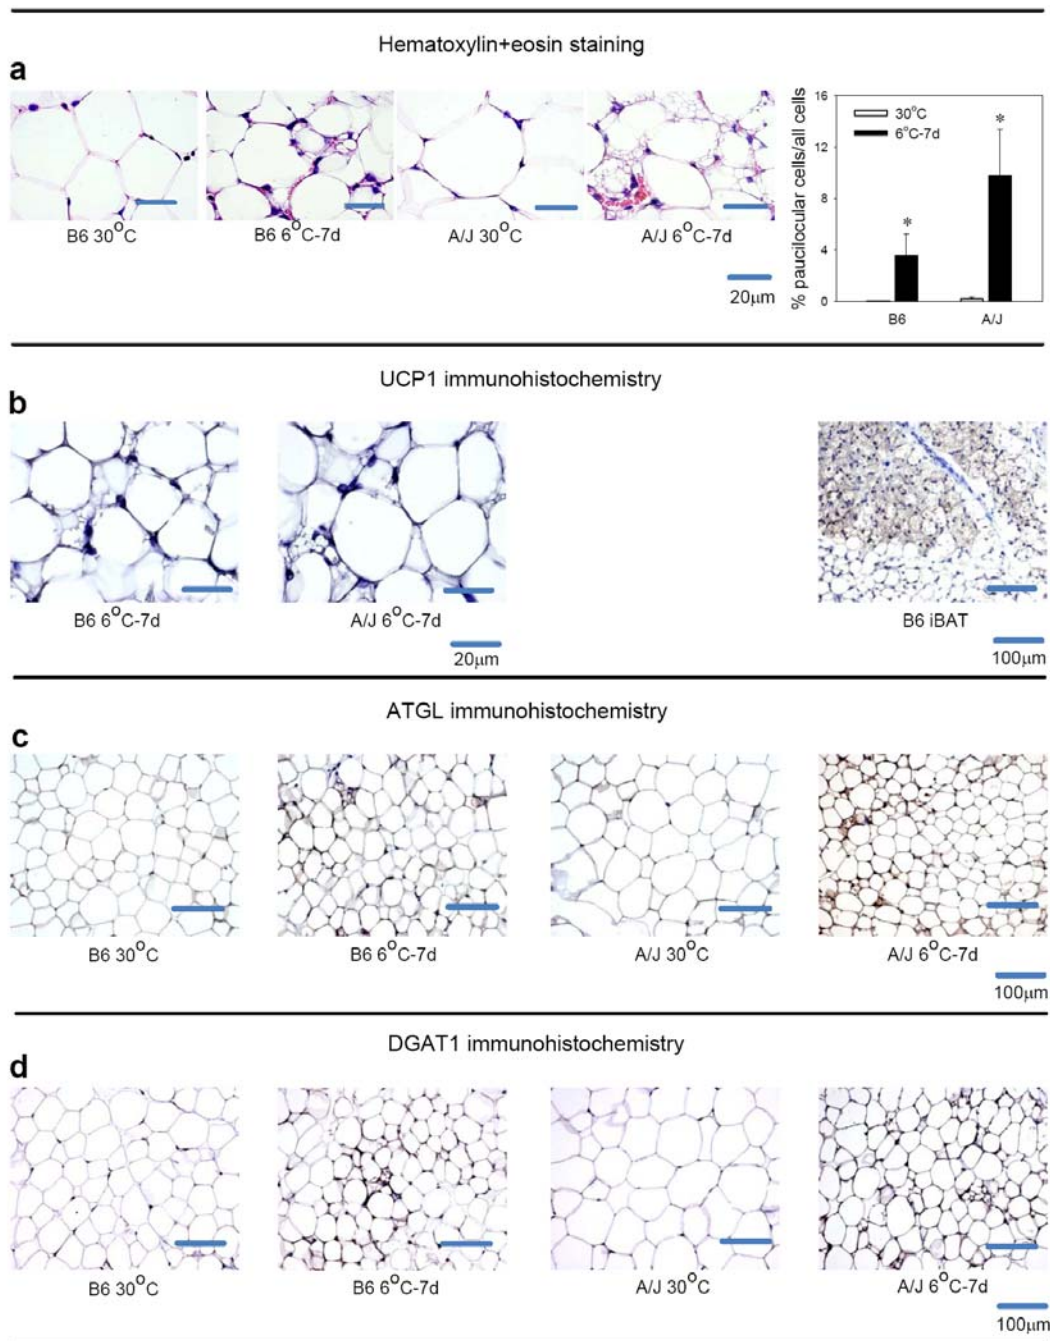 Hematoxylin+eosin staining
a
B6 30°C
B6 6°C-7d
A/J 30°C
A/J 6°C-7d
20µm
% paucilocular cells/all cells
16
12
8
4
0
30°C
6°C-7d
*
*
B6
A/J
UCP1 immunohistochemistry
b
B6 6°C-7d
A/J 6°C-7d
20µm
B6 iBAT
100µm
ATGL immunohistochemistry
c
B6 30°C
B6 6°C-7d
A/J 30°C
A/J 6°C-7d
100µm
DGAT1 immunohistochemistry
d
B6 30°C
B6 6°C-7d
A/J 30°C
A/J 6°C-7d
100µm